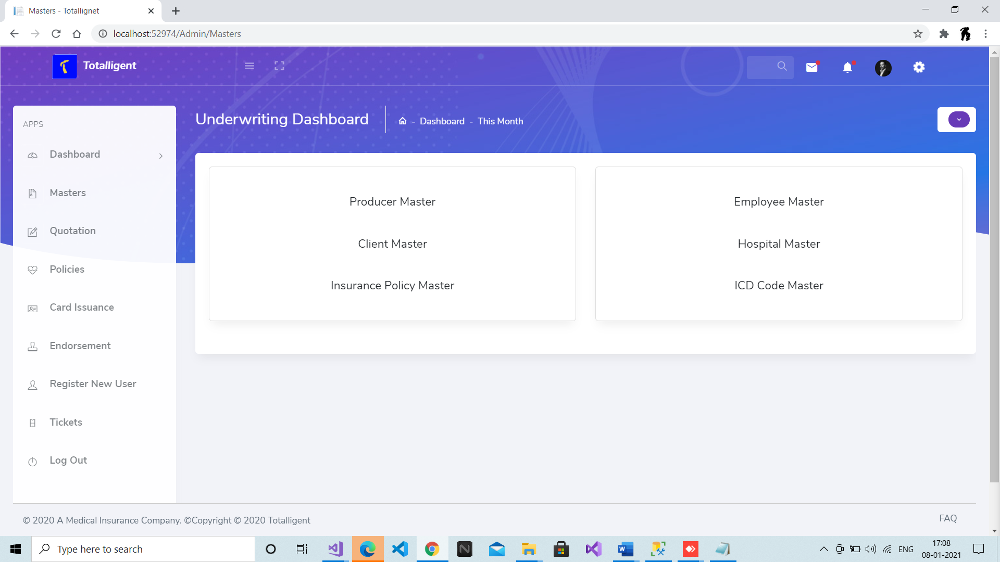 Masters - Totallignet
localhost:52974/Admin/Masters
Totalligent
Underwriting Dashboard
- Dashboard - This Month
APPS
Dashboard
Masters
Quotation
Policies
Card Issuance
Endorsement
Register New User
Tickets
Log Out
Producer Master
Client Master
Insurance Policy Master
Employee Master
Hospital Master
ICD Code Master
© 2020 A Medical Insurance Company. ©Copyright © 2020 Totalligent
FAQ
Type here to search
ENG
17:08
08-01-2021